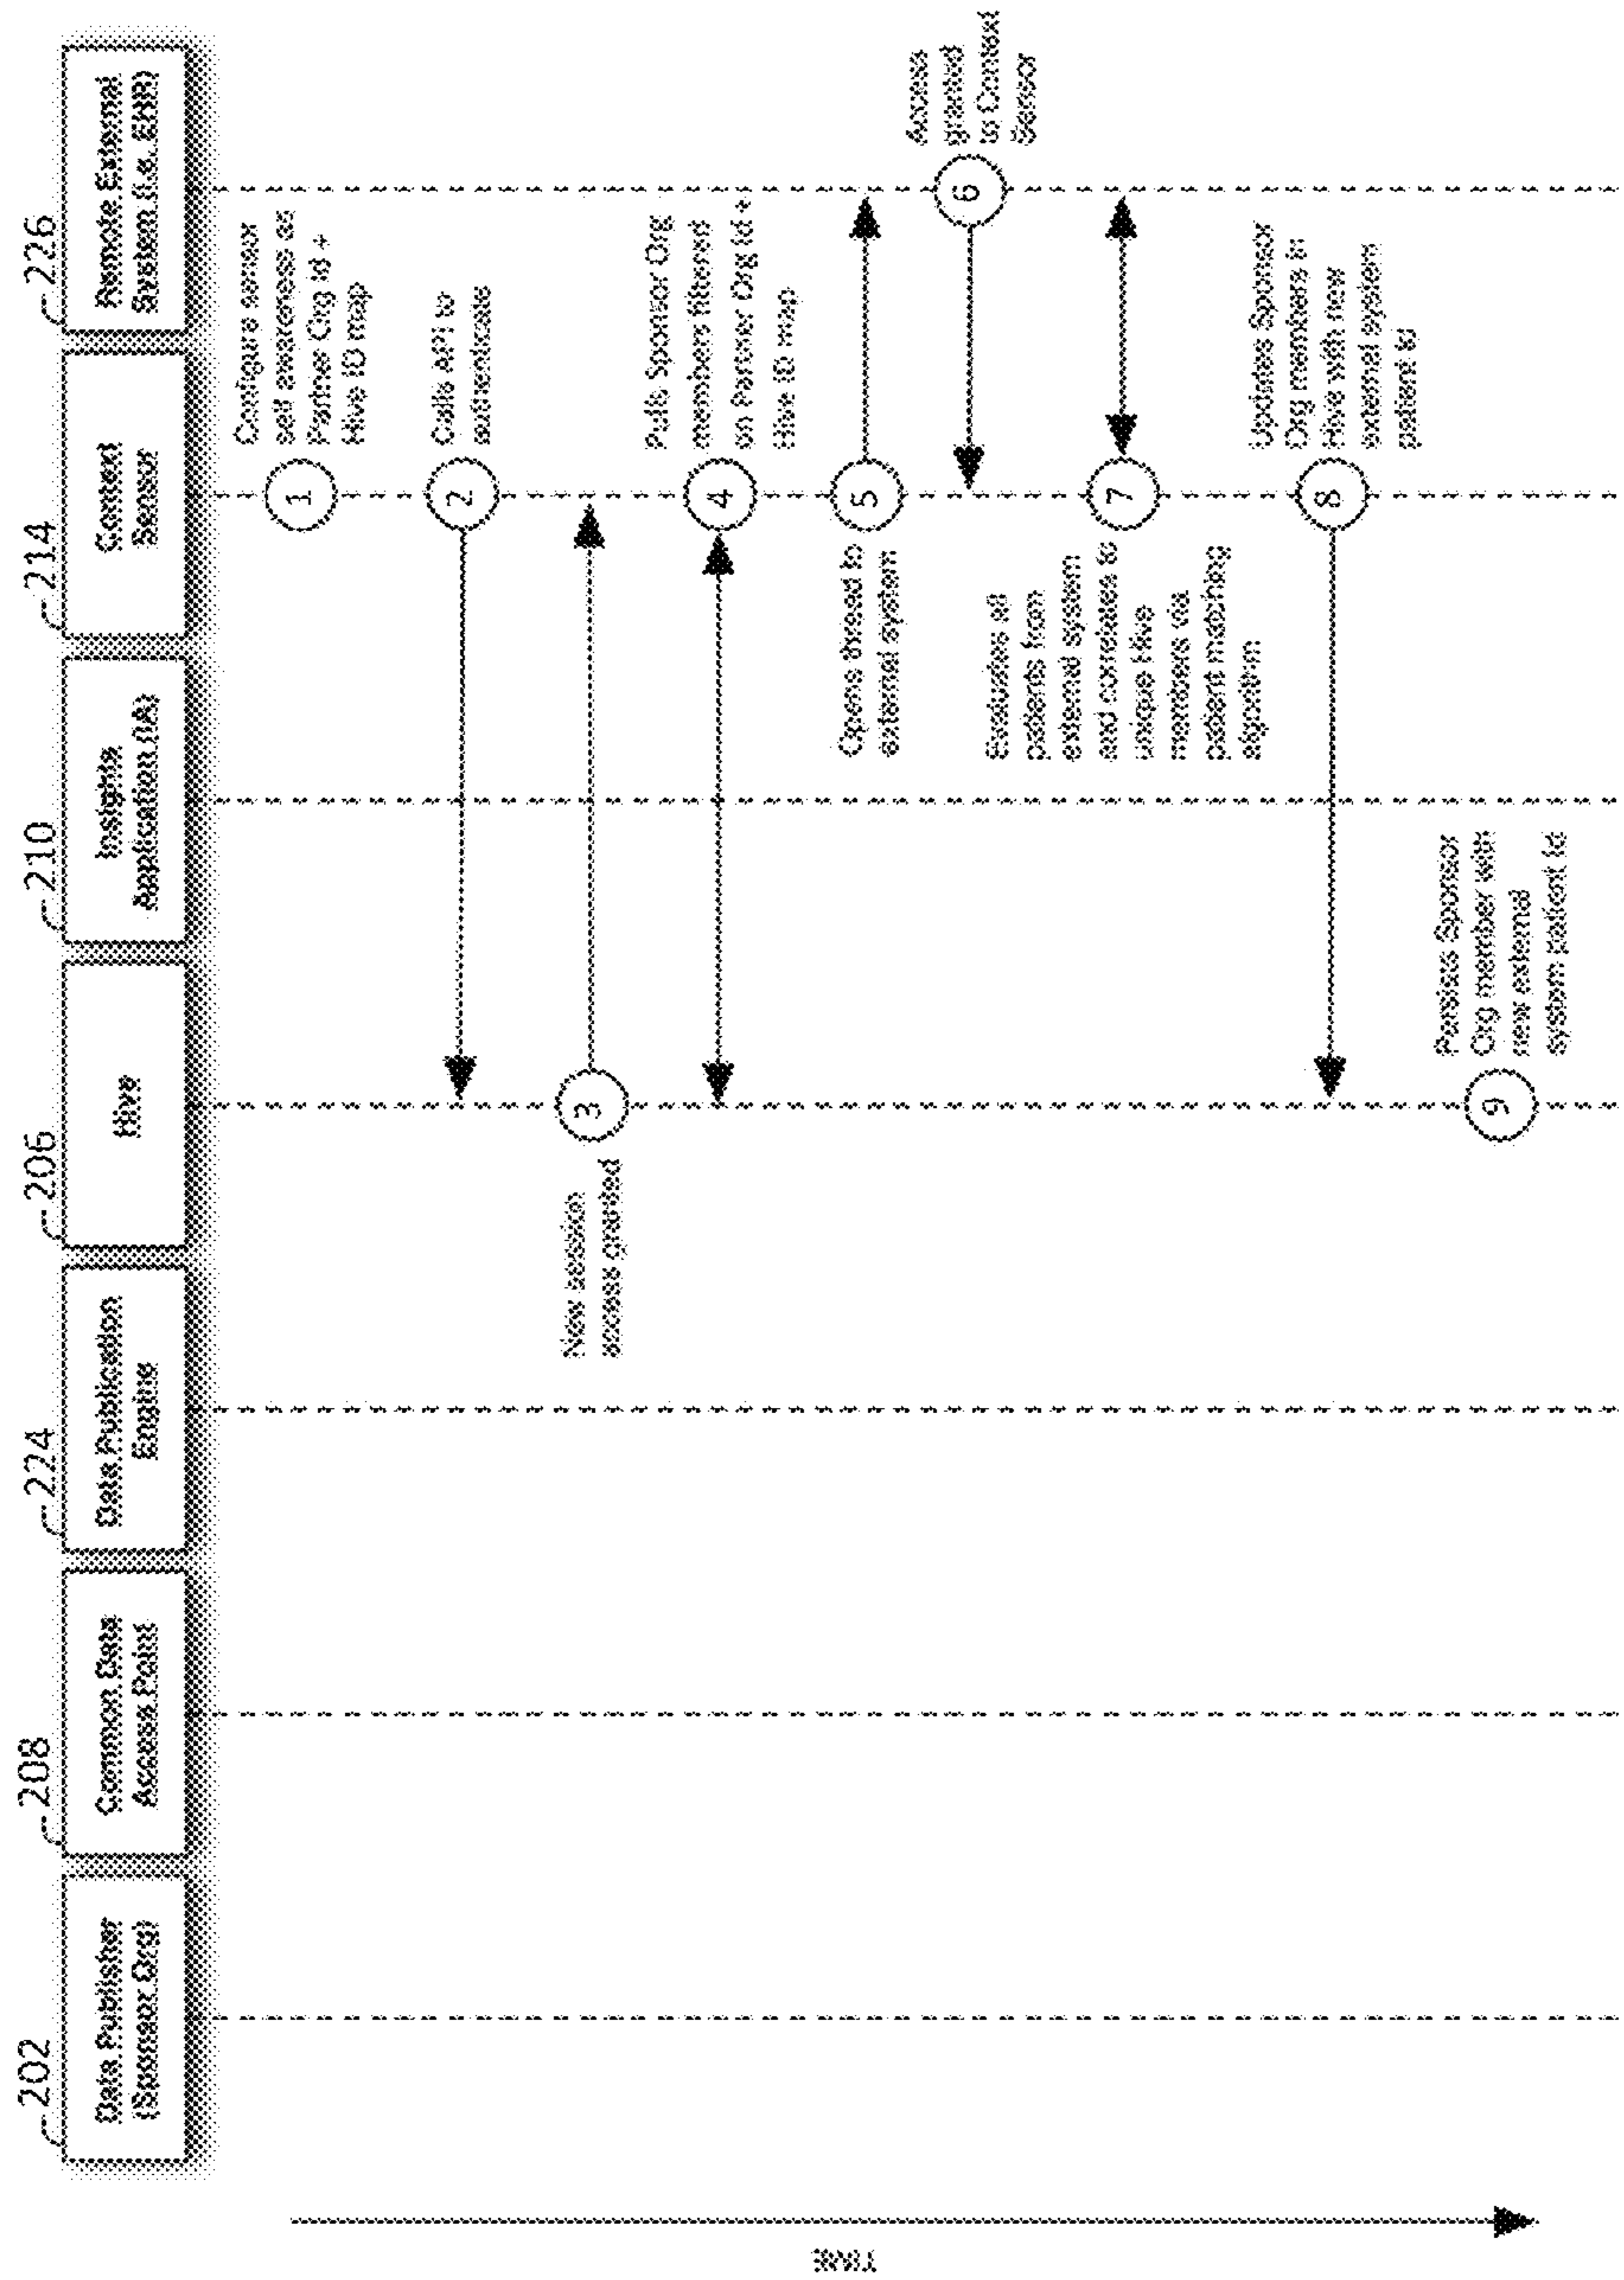 202
Data Publisher
(Sponsor Org)
208
Common Data
Access Point
224
Data Publication
Engine
206
Hive
210
Insights
Application (IA)
214
Context
Sensor
226
Remote External
System (i.e. EHR)
TIME
1
Configure sensor
self awareness as
Partner Org Id +
Hive ID map
2
Calls API to
authenticate
3
New session
access granted
4
Pulls Sponsor Org
members filtered
on Partner Org Id +
Hive ID map
5
Opens thread to
external system
6
Access
granted
to Context
Sensor
7
Evaluates all
patients from
external system
and correlates to
unique Hive
members via
patient matching
algorithm
8
Updates Sponsor
Org members in
Hive with new
external system
patient id
9
Persists Sponsor
Org member with
new external
system patient id